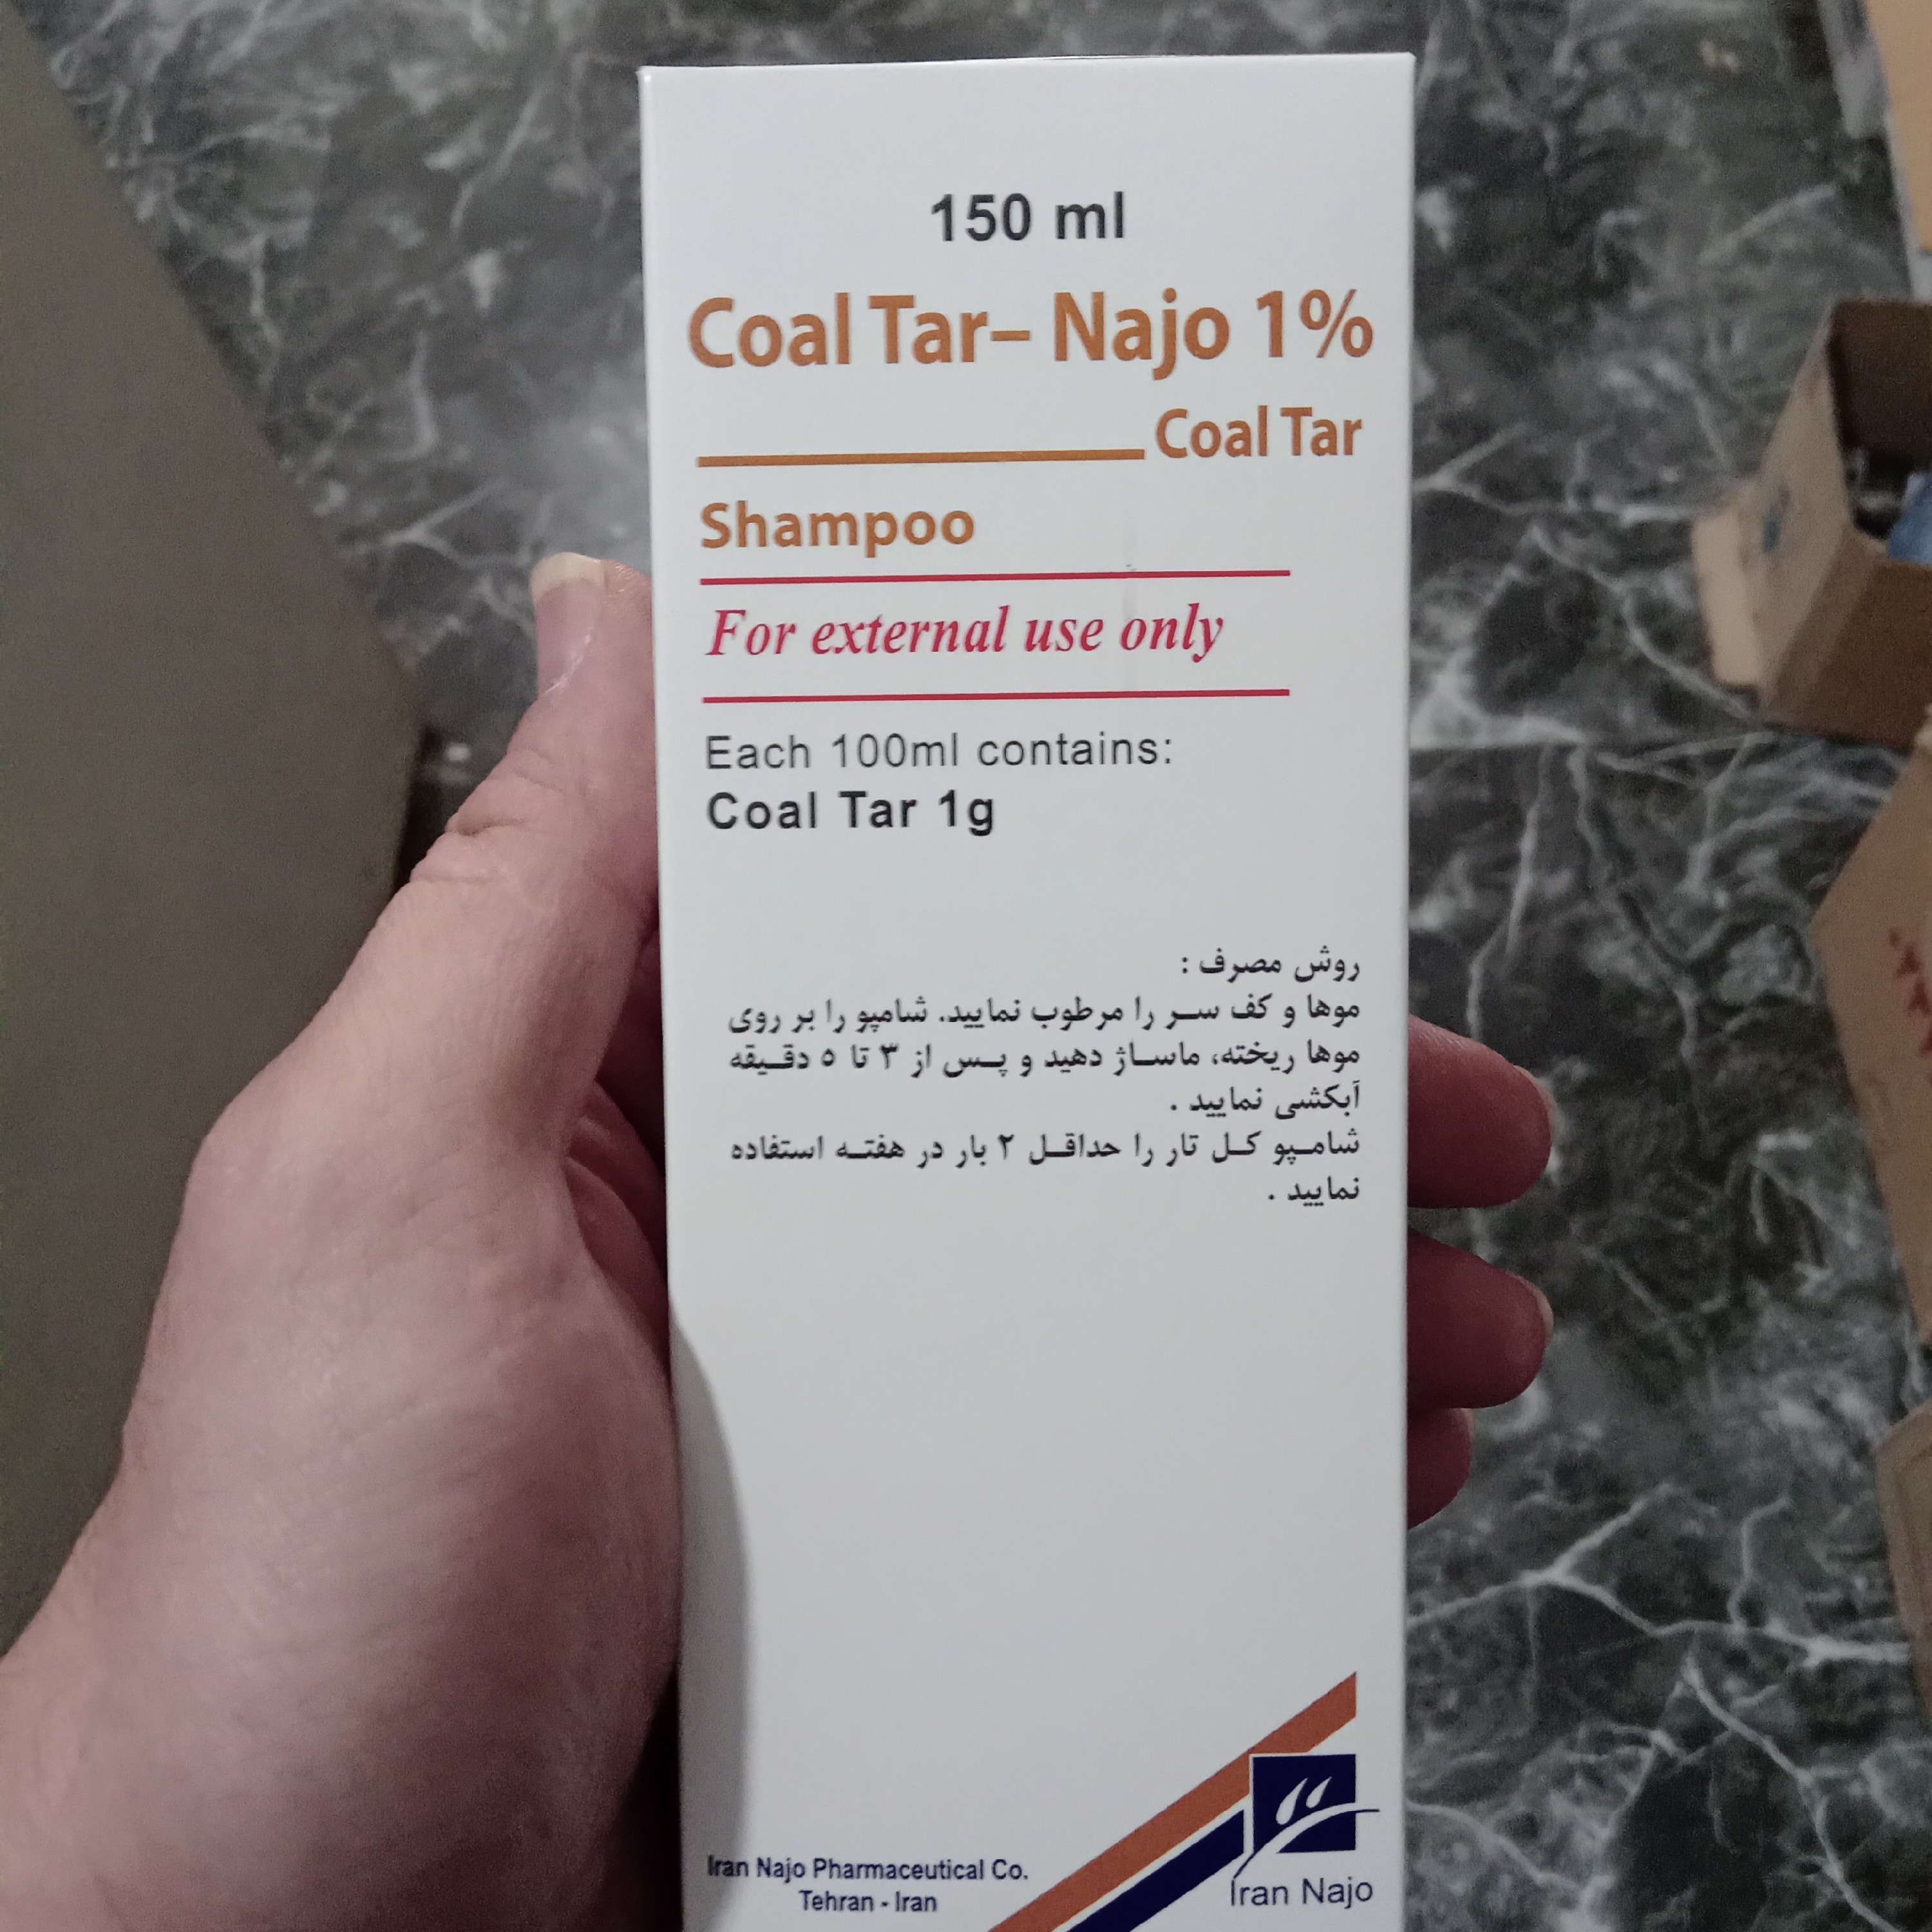 150 ml
Coal Tar– Najo 1%
Coal Tar
Shampoo
For external use only
Each 100ml contains:
Coal Tar 1g
روش مصرف :
موها و کف سر را مرطوب نمایید. شامپو را بر روی
موها ریخته، ماساژ دهید و پس از ۳ تا ۵ دقیقه
آبکشی نمایید .
شامپو کل تار را حداقل ۲ بار در هفته استفاده
نمایید .
Iran Najo Pharmaceutical Co.
Tehran - Iran
Iran Najo